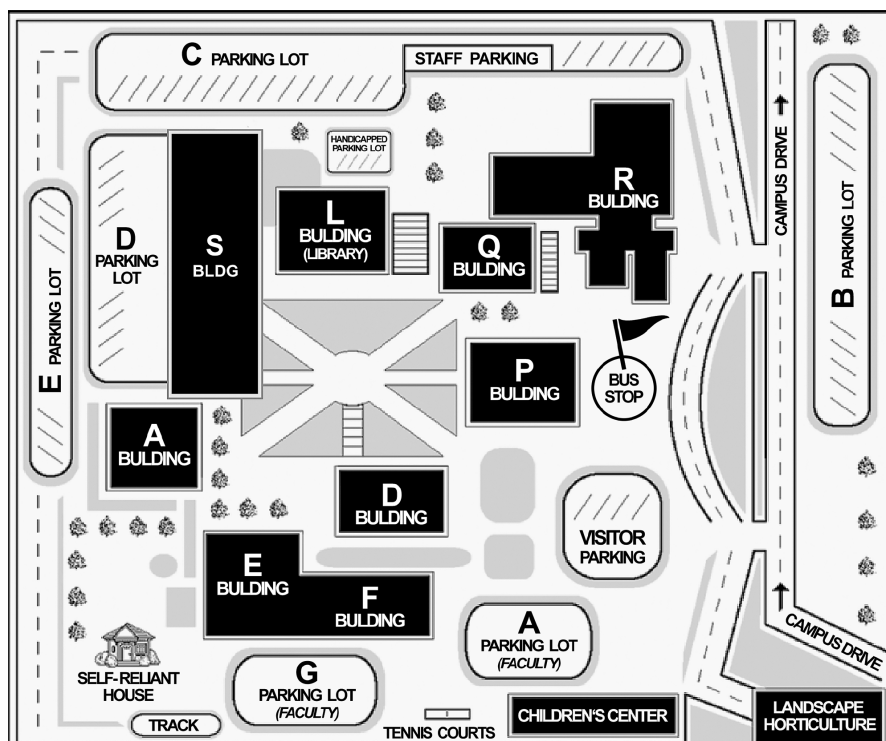 C PARKING LOT
STAFF PARKING
HANDICAPPED
PARKING LOT
CAMPUS DRIVE
R
BULDING
L
BULDING
(LIBRARY)
Q
BULDING
S
BLDG
D
PARKING
LOT
E PARKING LOT
B PARKING LOT
P
BULDING
BUS
STOP
A
BULDING
D
BULDING
VISITOR
PARKING
E
BULDING
F
BULDING
A
PARKING LOT
(FACULTY)
CAMPUS DRIVE
SELF-RELIANT
HOUSE
G
PARKING LOT
(FACULTY)
TRACK
TENNIS COURTS
CHILDREN'S CENTER
LANDSCAPE
HORTICULTURE